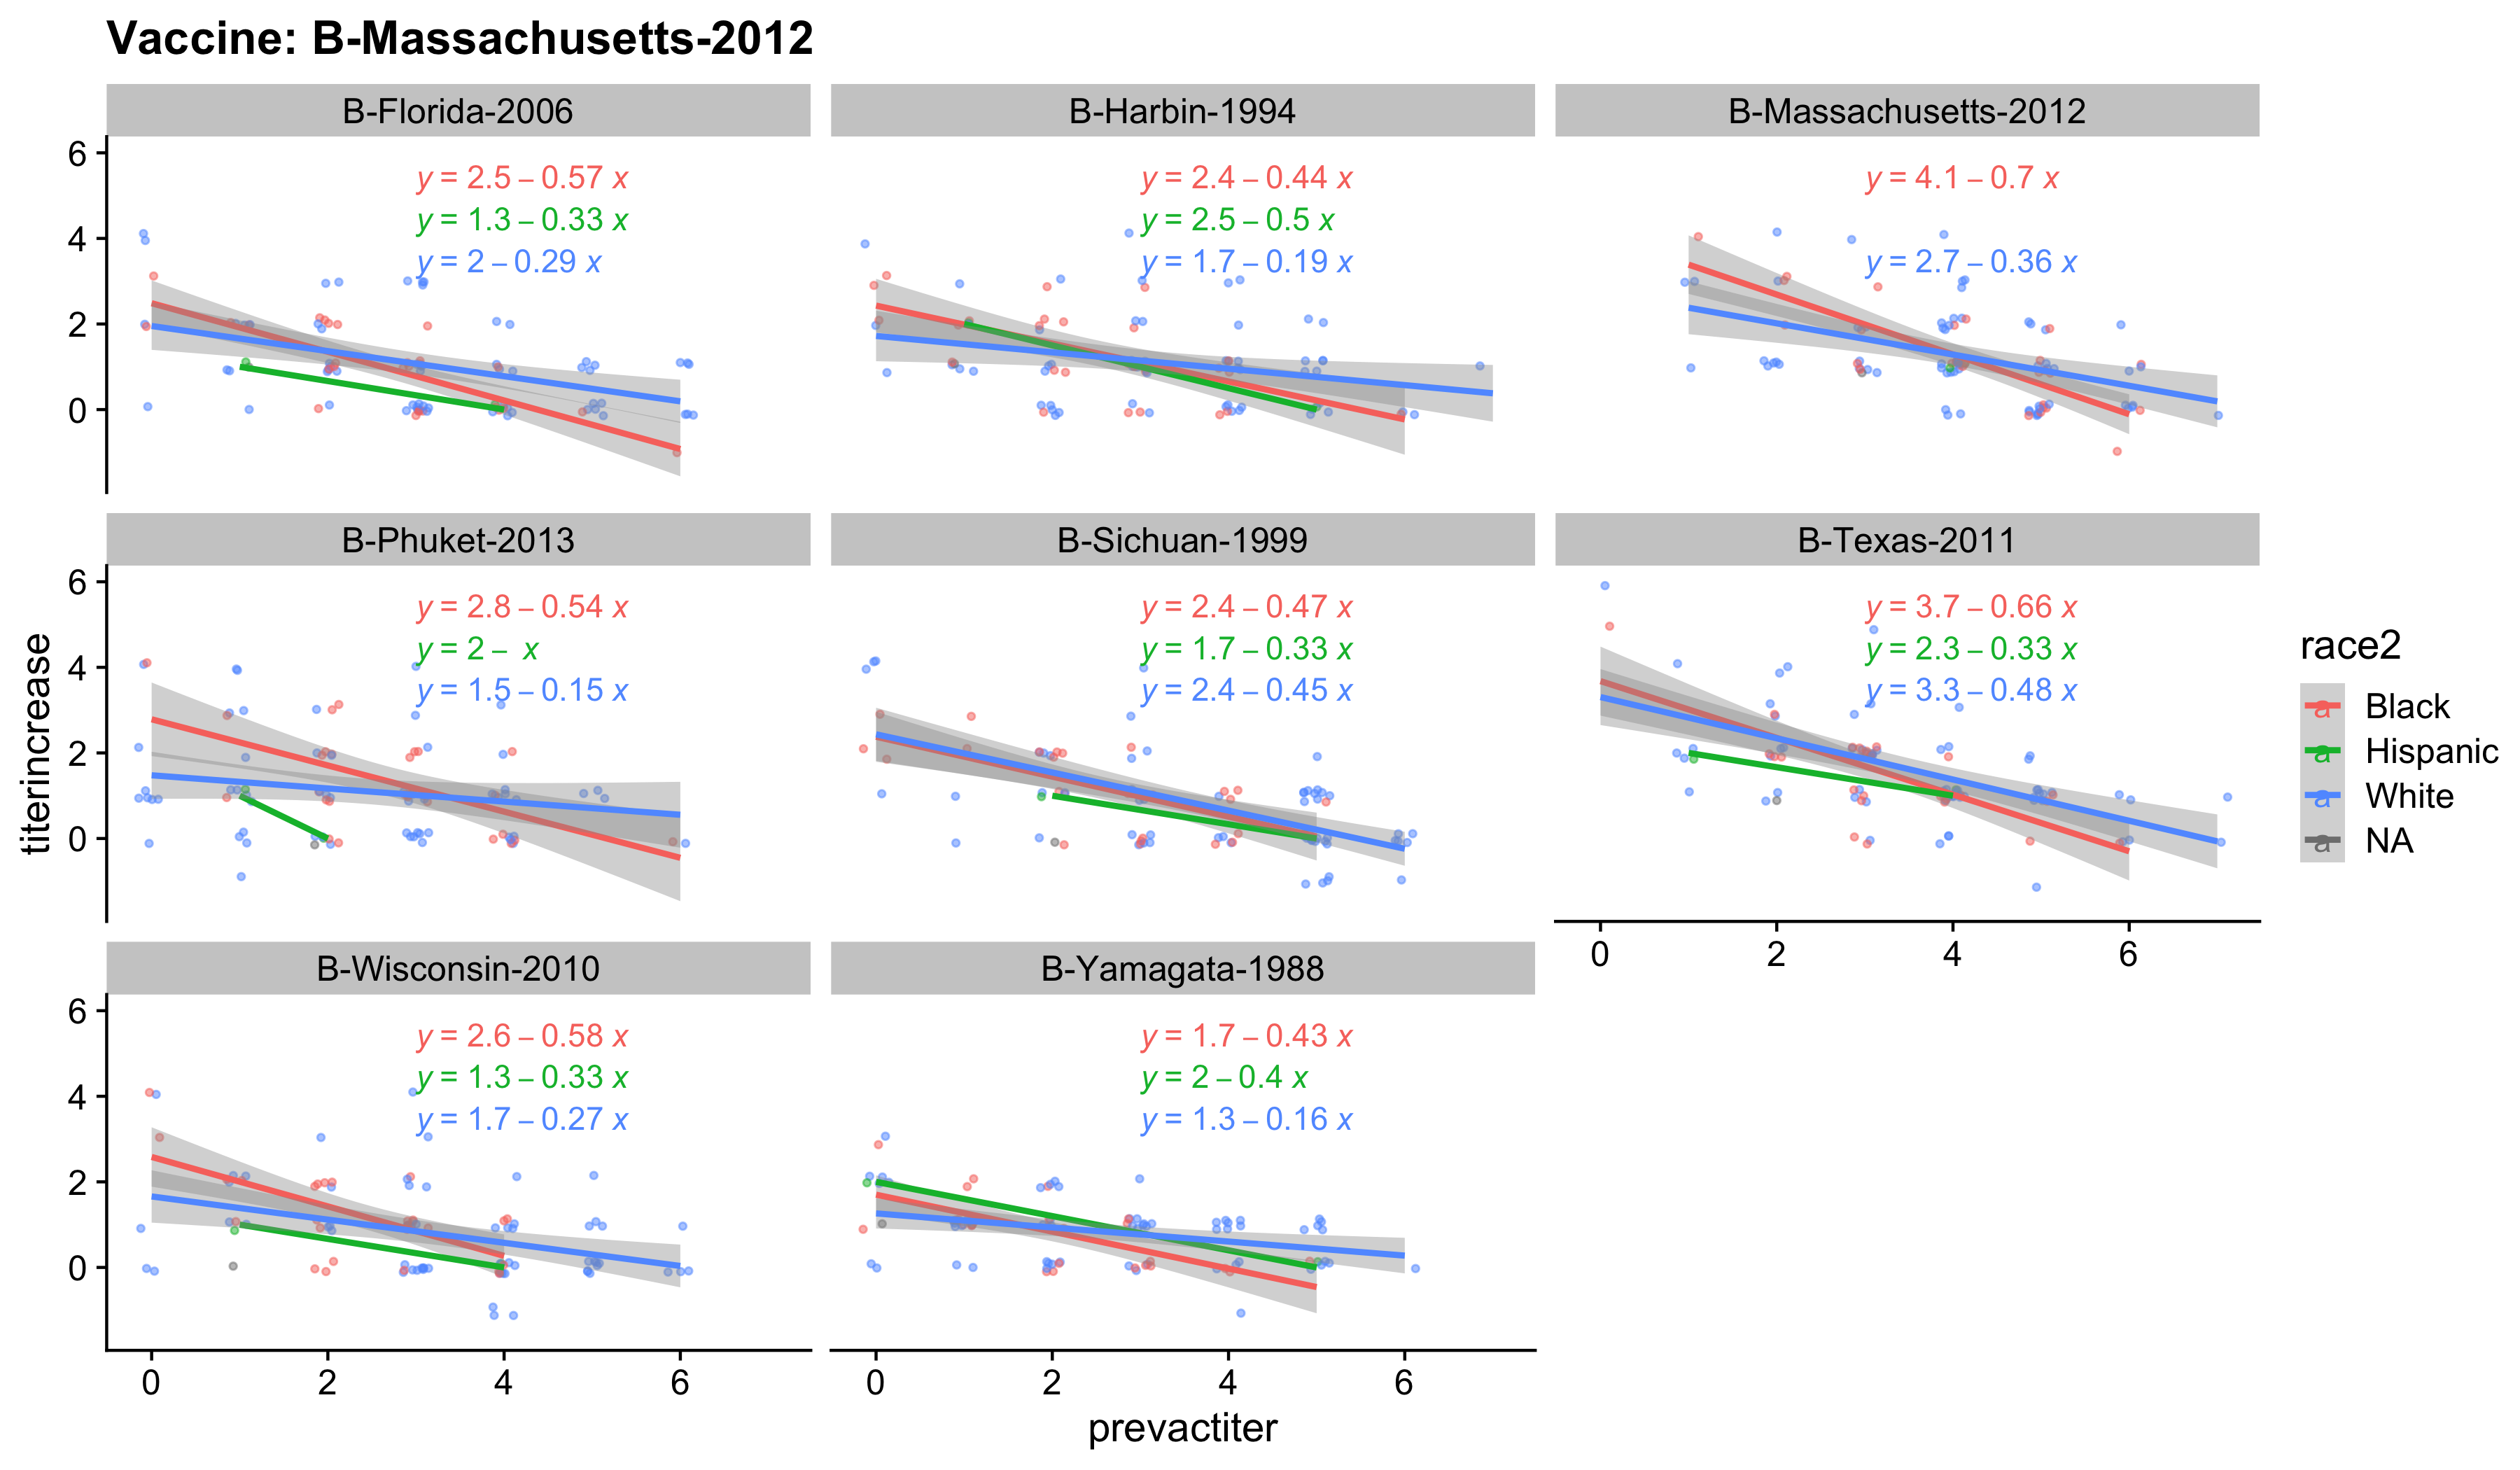 Vaccine: B-Massachusetts-2012
B-Florida-2006
B-Harbin-1994
B-Massachusetts-2012
6
4
2
0
y = 2.5 – 0.57 x
y = 1.3 – 0.33 x
y = 2 – 0.29 x
y = 2.4 – 0.44 x
y = 2.5 – 0.5 x
y = 1.7 – 0.19 x
y = 4.1 – 0.7 x
y = 2.7 – 0.36 x
B-Phuket-2013
B-Sichuan-1999
B-Texas-2011
6
4
2
0
y = 2.8 – 0.54 x
y = 2 – x
y = 1.5 – 0.15 x
y = 2.4 – 0.47 x
y = 1.7 – 0.33 x
y = 2.4 – 0.45 x
y = 3.7 – 0.66 x
y = 2.3 – 0.33 x
y = 3.3 – 0.48 x
0 2 4 6
titerincrease
race2
a Black
a Hispanic
a White
a NA
B-Wisconsin-2010
B-Yamagata-1988
6
4
2
0
y = 2.6 – 0.58 x
y = 1.3 – 0.33 x
y = 1.7 – 0.27 x
y = 1.7 – 0.43 x
y = 2 – 0.4 x
y = 1.3 – 0.16 x
0 2 4 6
0 2 4 6
prevactiter